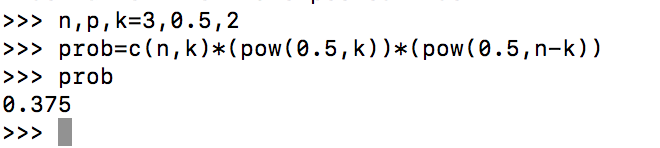 >>> n,p,k=3,0.5,2
>>> prob=c(n,k)*(pow(0.5,k))*(pow(0.5,n-k))
>>> prob
0.375
>>>